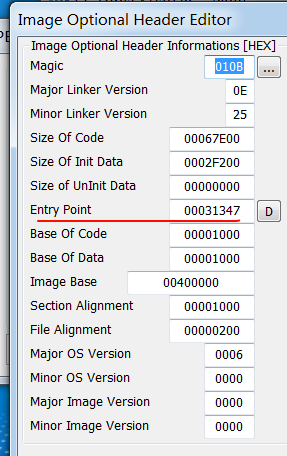 Image Optional Header Editor
Image Optional Header Informations [HEX]
Magic 010B ...
Major Linker Version 0E
Minor Linker Version 25
Size Of Code 00067E00
Size Of Init Data 0002F200
Size of UnInit Data 00000000
Entry Point 00031347 D
Base Of Code 00001000
Base Of Data 00001000
Image Base 00400000
Section Alignment 00001000
File Alignment 00000200
Major OS Version 0006
Minor OS Version 0000
Major Image Version 0000
Minor Image Version 0000